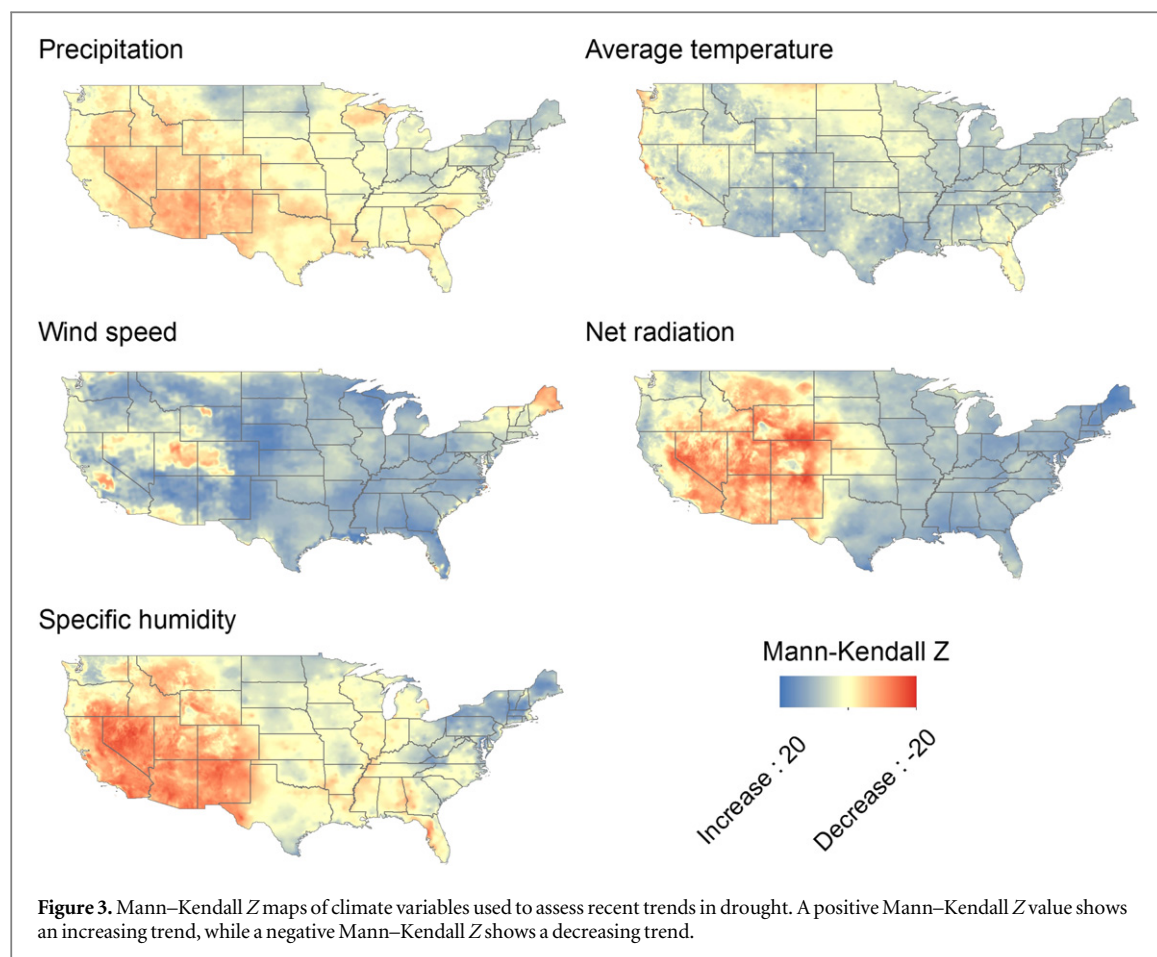 Precipitation
Average temperature
Wind speed
Net radiation
Specific humidity
Mann-Kendall Z
Increase : 20
Decrease : -20
Figure 3. Mann–Kendall Z maps of climate variables used to assess recent trends in drought. A positive Mann–Kendall Z value shows
an increasing trend, while a negative Mann–Kendall Z shows a decreasing trend.